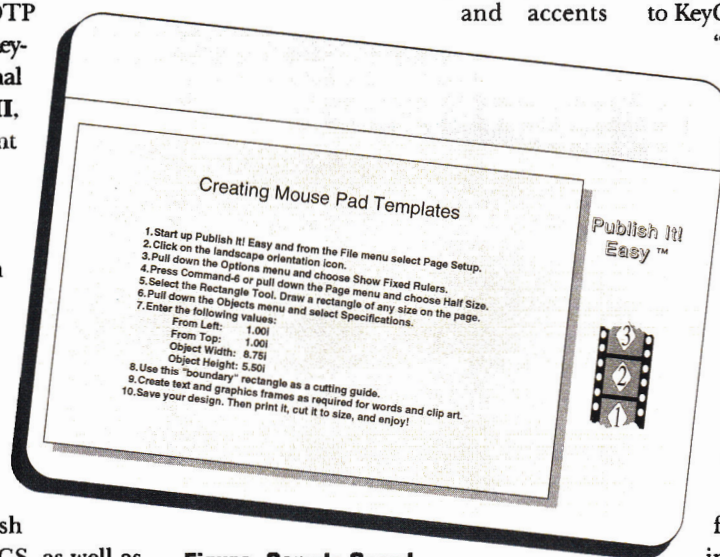 and accents to
Creating Mouse Pad Templates
1.Start up Publish It! Easy and from the File menu select Page Setup.
2.Click on the landscape orientation icon.
3.Pull down the Options menu and choose Show Fixed Rulers.
4.Press Command-6 or pull down the Page menu and choose Half Size.
5.Select the Rectangle Tool. Draw a rectangle of any size on the page.
6.Pull down the Objects menu and select Specifications.
7.Enter the following values:
From Left: 1.00i
From Top: 1.00i
Object Width: 8.75i
Object Height: 5.50i
8.Use this "boundary" rectangle as a cutting guide.
9.Create text and graphics frames as required for words and clip art.
10.Save your design. Then print it, cut it to size, and enjoy!
Publish It!
Easy ™
3
2
1
as well as